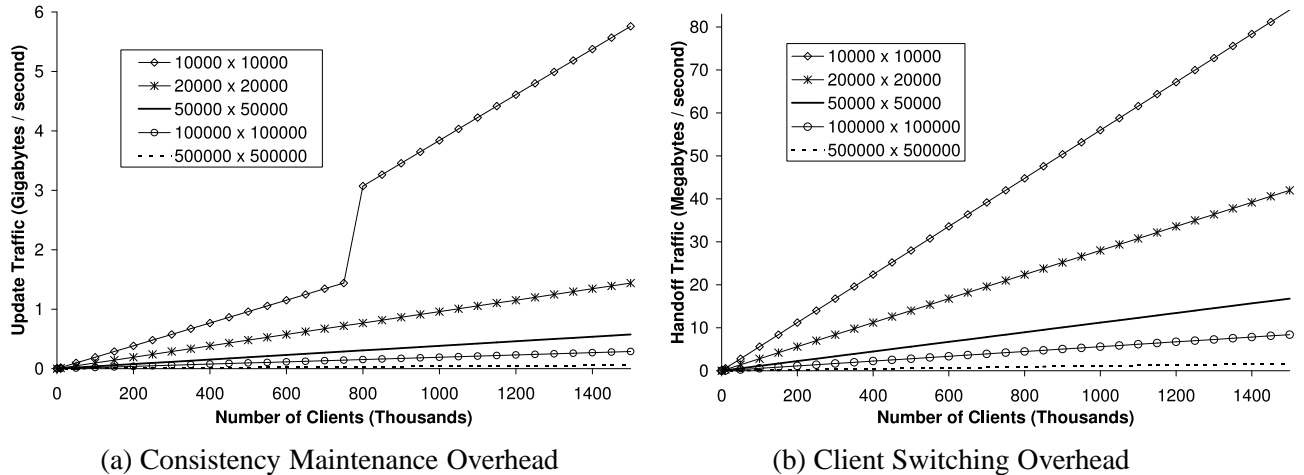 6
5
4
3
2
1
0
Update Traffic (Gigabytes / second)
10000 x 10000
20000 x 20000
50000 x 50000
100000 x 100000
500000 x 500000
0 200 400 600 800 1000 1200 1400
Number of Clients (Thousands)
(a) Consistency Maintenance Overhead
80
70
60
50
40
30
20
10
0
Handoff Traffic (Megabytes / second)
10000 x 10000
20000 x 20000
50000 x 50000
100000 x 100000
500000 x 500000
0 200 400 600 800 1000 1200 1400
Number of Clients (Thousands)
(b) Client Switching Overhead